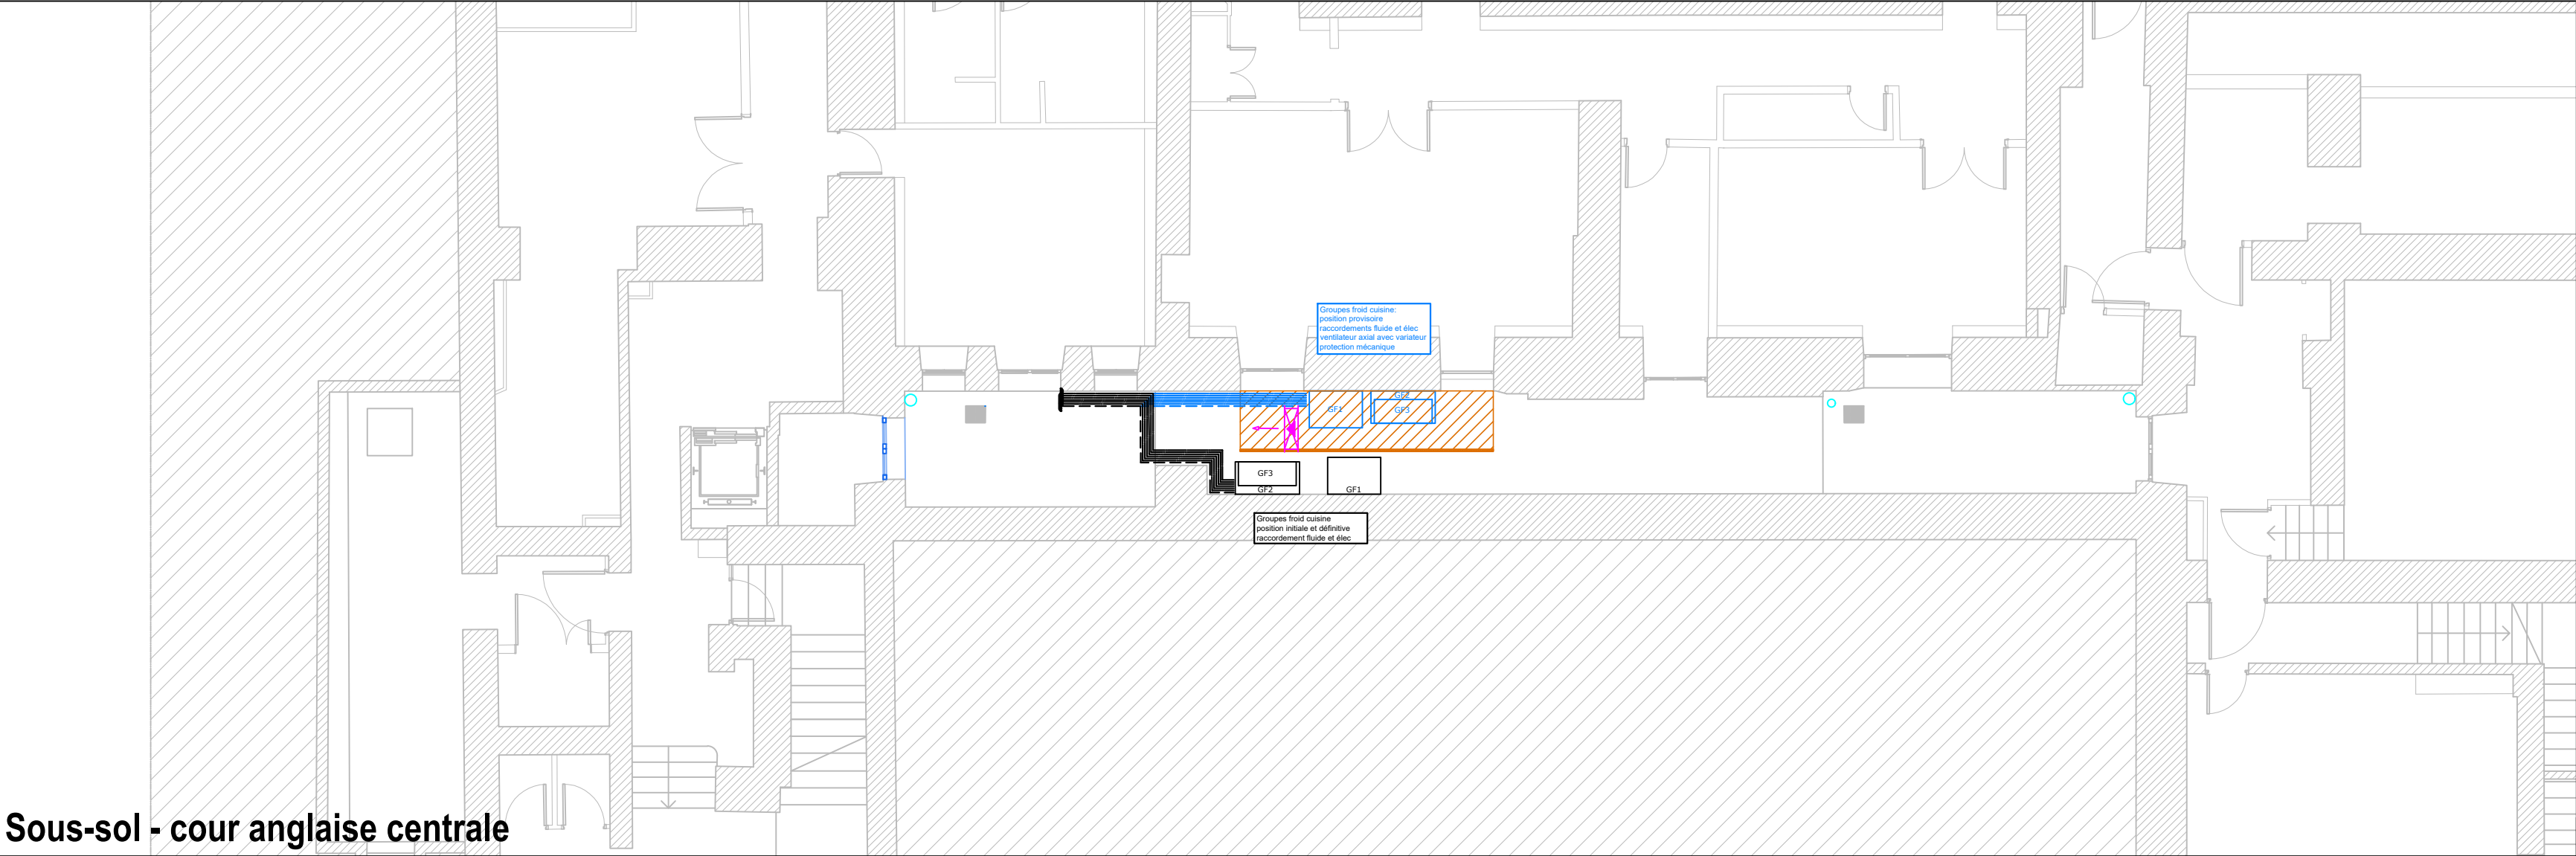 Groupes froid cuisine:
position provisoire
raccordements fluide et élec
ventilateur axial avec variateur
protection mécanique
GF1
GF2
GF3
GF3
GF2
GF1
Groupes froid cuisine
position initiale et définitive
raccordement fluide et élec
Sous-sol - cour anglaise centrale